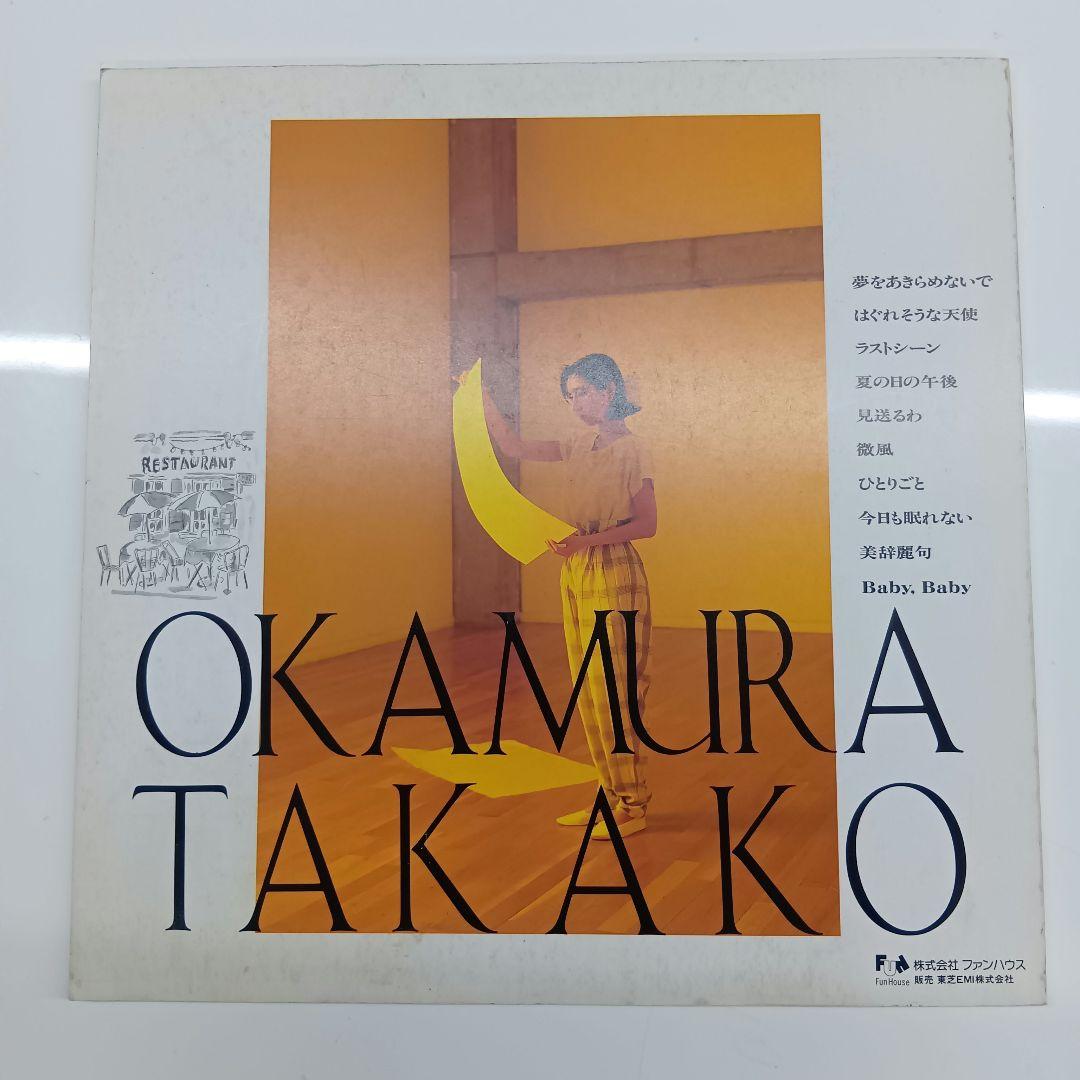 夢をあきらめないで
はぐれそうな天使
ラストシーン
夏の日の午後
見送るわ
微風
ひとりごと
今日も眠れない
美辞麗句
Baby, Baby
RESTAURANT
OKAMURA
TAKAKO
FUN 株式会社 ファンハウス
Fun House 販売 東芝EMI株式会社